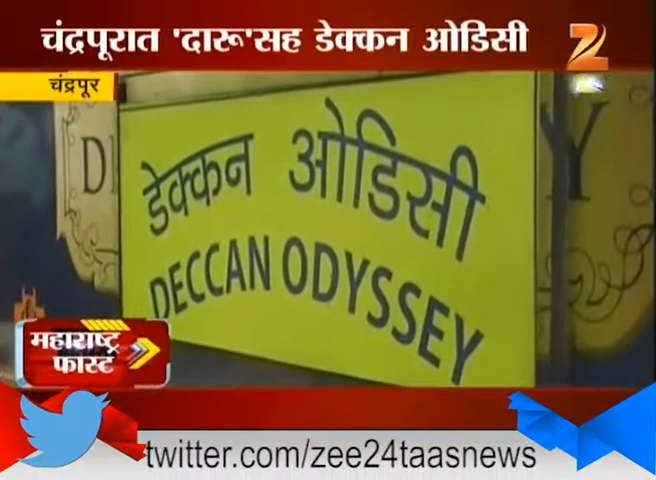 चंद्रपूरात 'दारू'सह डेक्कन ओडिसी
चंद्रपूर
डेक्कन ओडिसी
DECCAN ODYSSEY
महाराष्ट्र
फास्ट
twitter.com/zee24taasnews